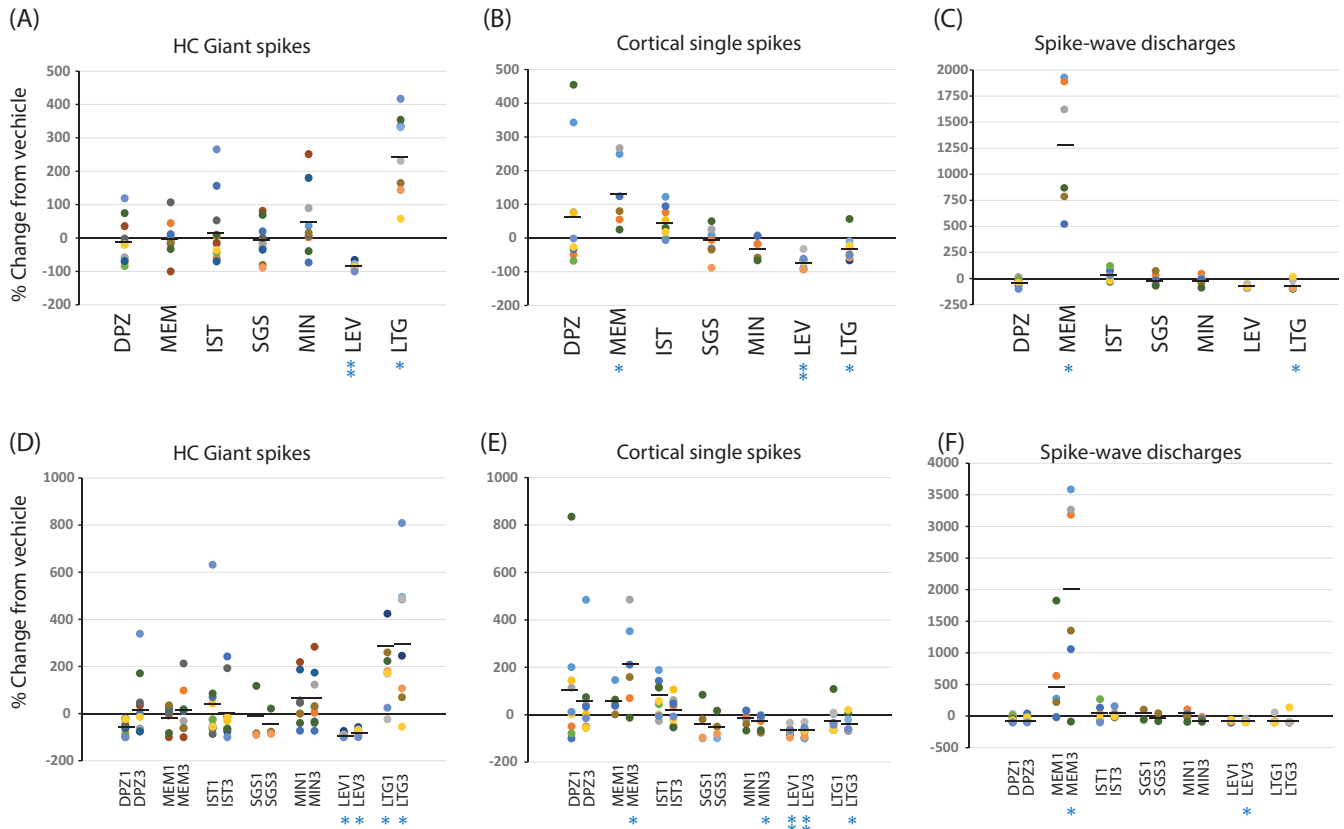 (A)
HC Giant spikes
% Change from vechicle
500
400
300
200
100
0
-100
-200
DPZ
MEM
IST
SGS
MIN
LEV
LTG
**
*
(B)
Cortical single spikes
500
400
300
200
100
0
-100
-200
DPZ
MEM
IST
SGS
MIN
LEV
LTG
*
**
*
(C)
Spike-wave discharges
2000
1750
1500
1250
1000
750
500
250
0
-250
DPZ
MEM
IST
SGS
MIN
LEV
LTG
*
*
(D)
HC Giant spikes
% Change from vechicle
1000
800
600
400
200
0
-200
DPZ1
DPZ3
MEM1
MEM3
IST1
IST3
SGS1
SGS3
MIN1
MIN3
LEV1
LEV3
LTG1
LTG3
* * * *
(E)
Cortical single spikes
1000
800
600
400
200
0
-200
DPZ1
DPZ3
MEM1
MEM3
IST1
IST3
SGS1
SGS3
MIN1
MIN3
LEV1
LEV3
LTG1
LTG3
* * ** ** *
(F)
Spike-wave discharges
4000
3500
3000
2500
2000
1500
1000
500
0
-500
DPZ1
DPZ3
MEM1
MEM3
IST1
IST3
SGS1
SGS3
MIN1
MIN3
LEV1
LEV3
LTG1
LTG3
* *